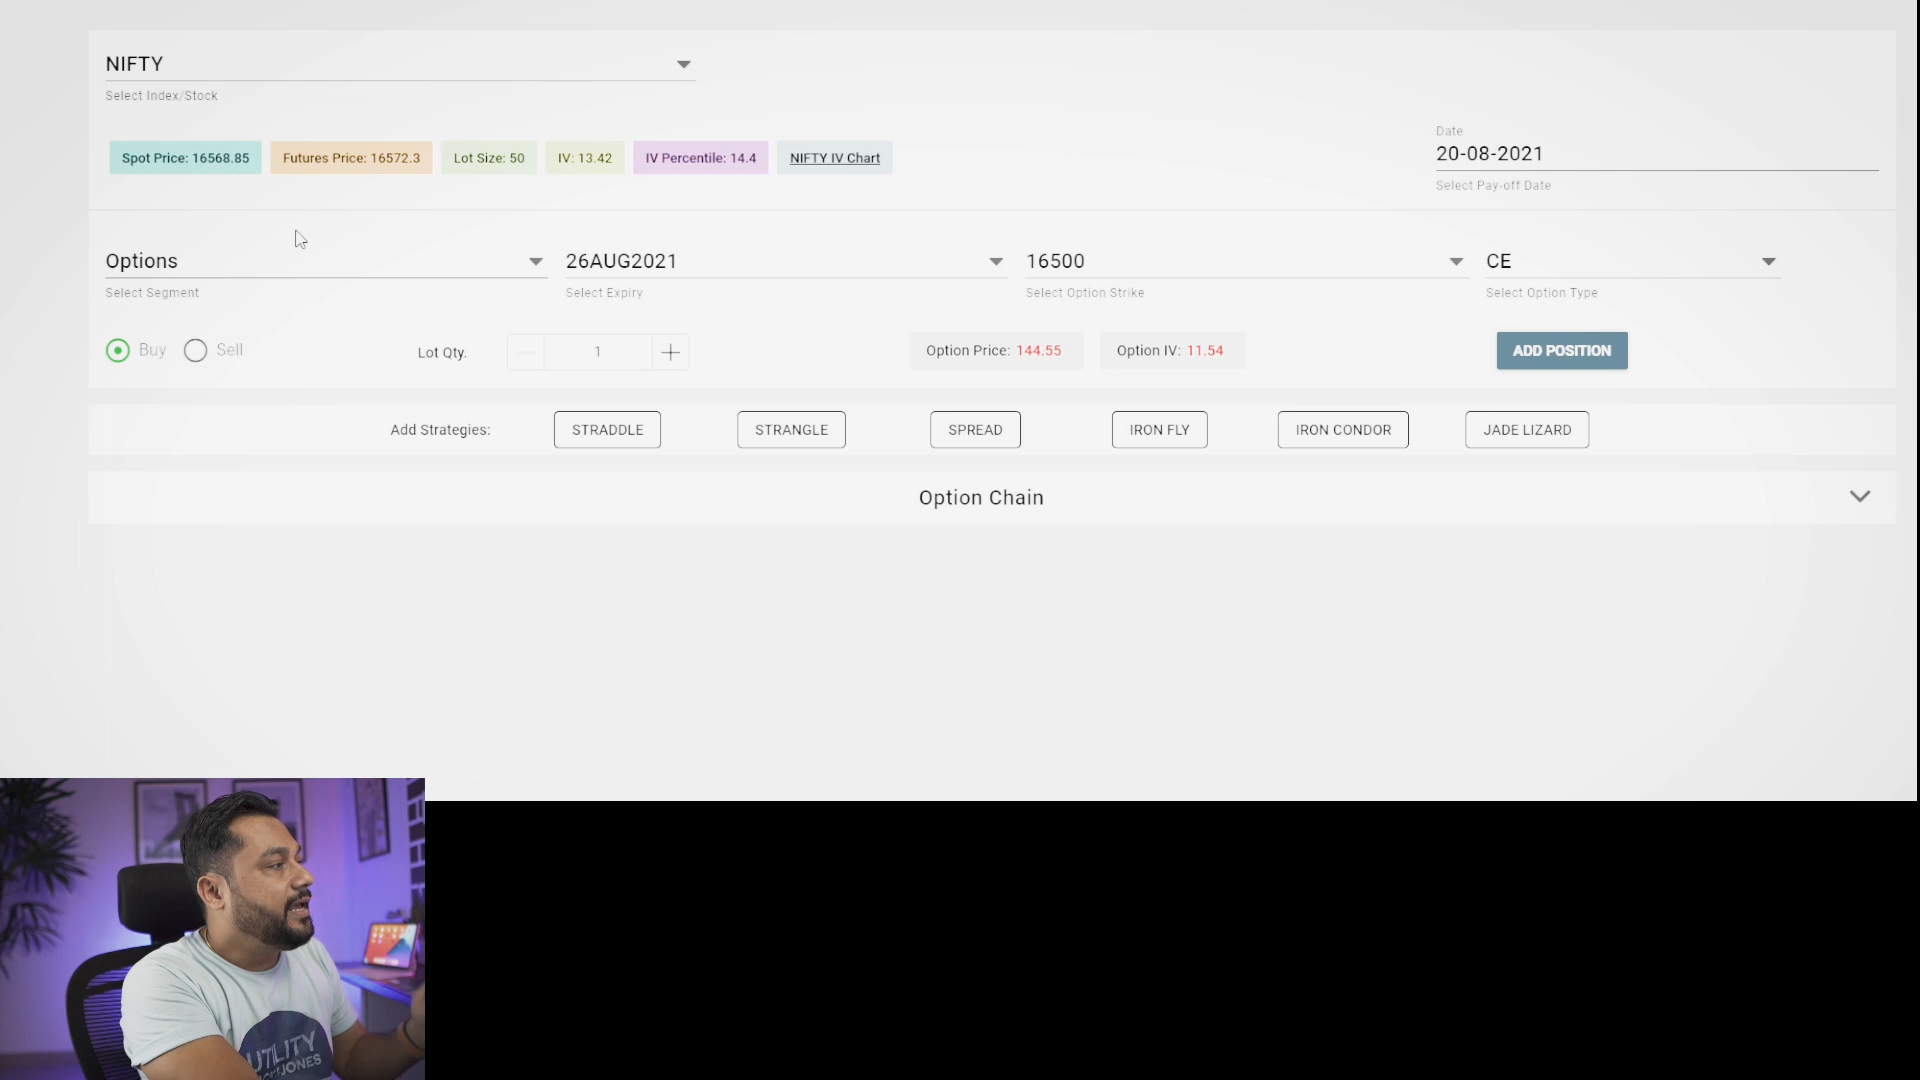 NIFTY
Select Index/Stock
Spot Price: 16568.85 Futures Price: 16572.3 Lot Size: 50 IV: 13.42 IV Percentile: 14.4 NIFTY IV Chart
Date
20-08-2021
Select Pay-off Date
Options 26AUG2021 16500 CE
Select Segment Select Expiry Select Option Strike Select Option Type
Buy Sell Lot Qty. 1 Option Price: 144.55 Option IV: 11.54 ADD POSITION
Add Strategies: STRADDLE STRANGLE SPREAD IRON FLY IRON CONDOR JADE LIZARD
Option Chain
UTILITY
JONES